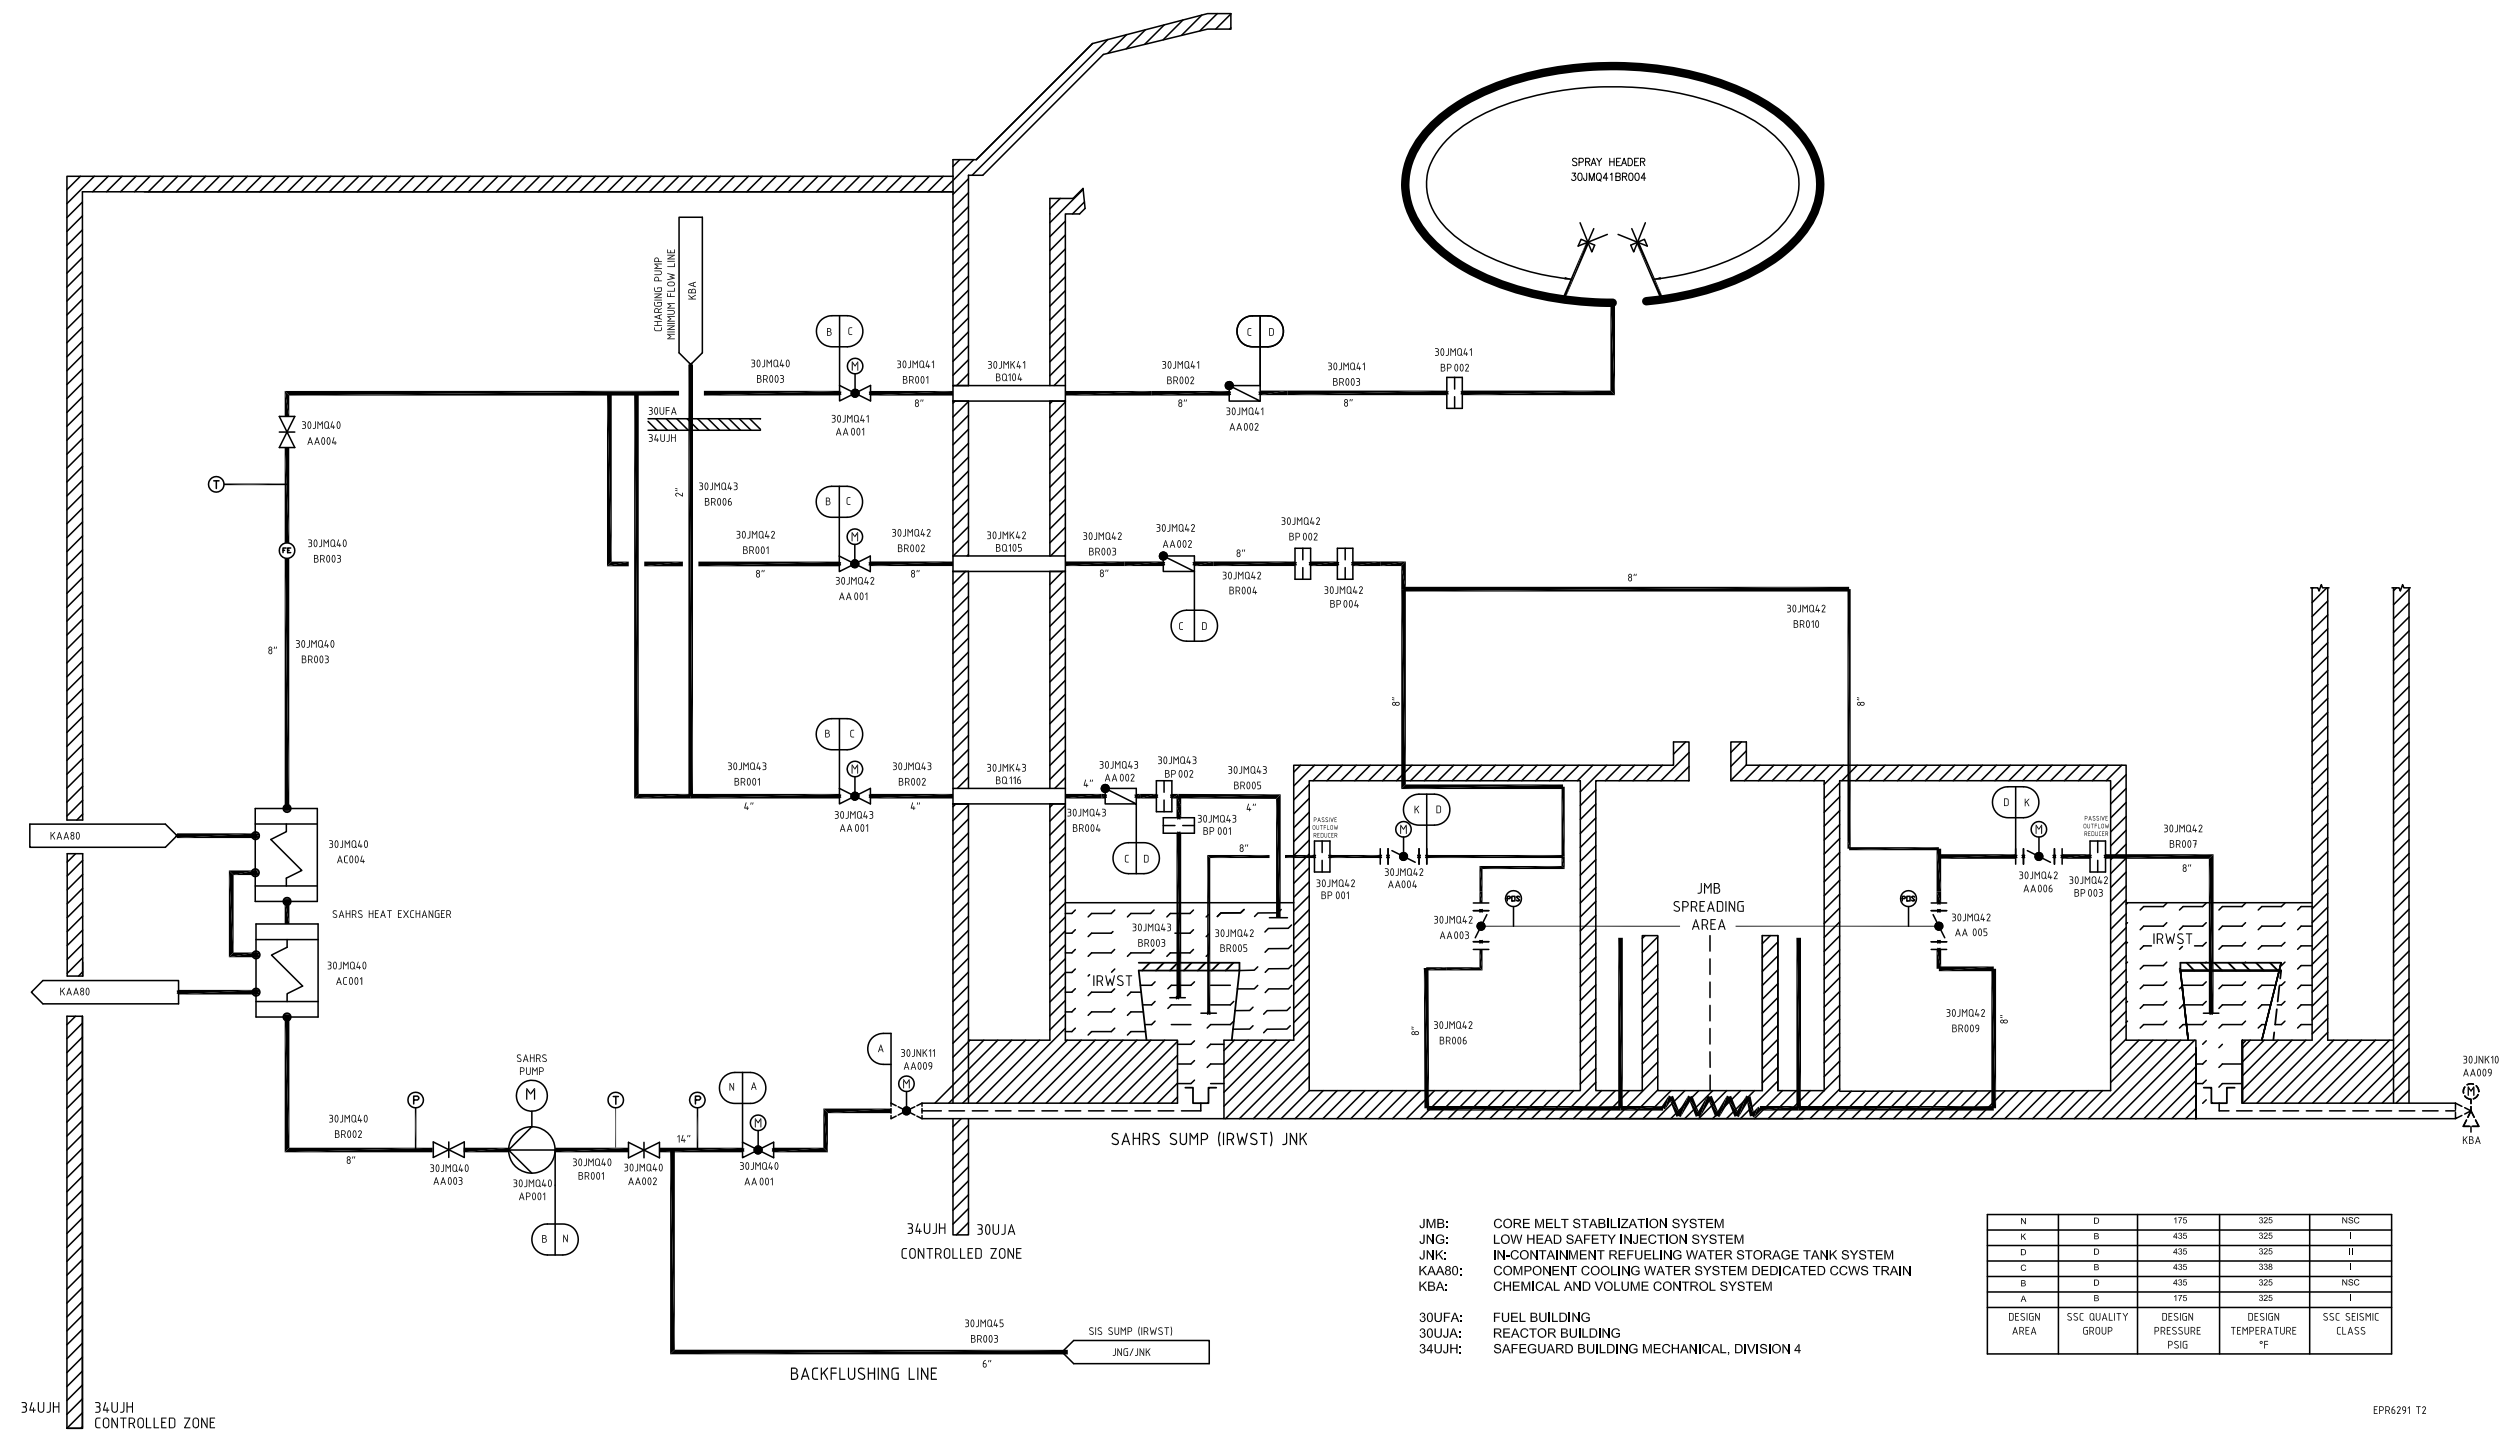 SPRAY HEADER
30JMQ41BR004
CHARGING PUMP
MINIMUM FLOW LINE
KBA
B C
C D
30JMQ40
BR003
M
30JMQ41
BR001
8"
30JMK41
BQ104
30JMQ41
BR002
8"
30JMQ41
BR003
8"
30JMQ41
BP 002
30JMQ41
AA 001
30JMQ41
AA002
30UFA
34UJH
30JMQ40
AA004
T
2"
30JMQ43
BR006
B C
M
30JMQ42
BR001
8"
30JMQ42
BR002
8"
30JMK42
BQ105
30JMQ42
BR003
8"
30JMQ42
AA 002
8"
30JMQ42
BR004
30JMQ42
BP 002
30JMQ42
BP 004
30JMQ42
AA 001
C D
8"
30JMQ42
BR010
FE
30JMQ40
BR003
8"
30JMQ40
BR003
8"
8"
B C
M
30JMQ43
BR001
4"
30JMQ43
BR002
4"
30JMK43
BQ 116
30JMQ43
AA 002
4"
30JMQ43
BP 002
30JMQ43
BR005
4"
30JMQ43
AA 001
30JMQ43
BR004
30JMQ43
BP 001
C D
8"
PASSIVE
OUTFLOW
REDUCER
K D
M
30JMQ42
BP 001
30JMQ42
AA004
D K
M
PASSIVE
OUTFLOW
REDUCER
30JMQ42
BR007
8"
30JMQ42
AA006
30JMQ42
BP 003
KAA80
30JMQ40
AC004
SAHRS HEAT EXCHANGER
KAA80
30JMQ40
AC001
30JMQ43
BR003
30JMQ42
BR005
IRWST
PDS
30JMQ42
AA003
JMB
SPREADING
AREA
PDS
30JMQ42
AA 005
IRWST
8"
30JMQ42
BR006
30JMQ42
BR009
8"
A
30JNK11
AA009
M
30JNK10
AA009
M
KBA
SAHRS
PUMP
M
30JMQ40
BR002
8"
P
30JMQ40
AA003
30JMQ40
AP001
T
30JMQ40
BR001
30JMQ40
AA002
P
14"
N A
M
30JMQ40
AA 001
B N
SAHRS SUMP (IRWST) JNK
34UJH 30UJA
CONTROLLED ZONE
30JMQ45
BR003
6"
SIS SUMP (IRWST)
JNG/JNK
BACKFLUSHING LINE
34UJH 34UJH
CONTROLLED ZONE
JMB: CORE MELT STABILIZATION SYSTEM
JNG: LOW HEAD SAFETY INJECTION SYSTEM
JNK: IN-CONTAINMENT REFUELING WATER STORAGE TANK SYSTEM
KAA80: COMPONENT COOLING WATER SYSTEM DEDICATED CCWS TRAIN
KBA: CHEMICAL AND VOLUME CONTROL SYSTEM
30UFA: FUEL BUILDING
30UJA: REACTOR BUILDING
34UJH: SAFEGUARD BUILDING MECHANICAL, DIVISION 4
N D 175 325 NSC
K B 435 325 I
D D 435 325 II
C B 435 338 I
B D 435 325 NSC
A B 175 325 I
DESIGN AREA SSC QUALITY GROUP DESIGN PRESSURE PSIG DESIGN TEMPERATURE °F SSC SEISMIC CLASS
EPR6291 T2